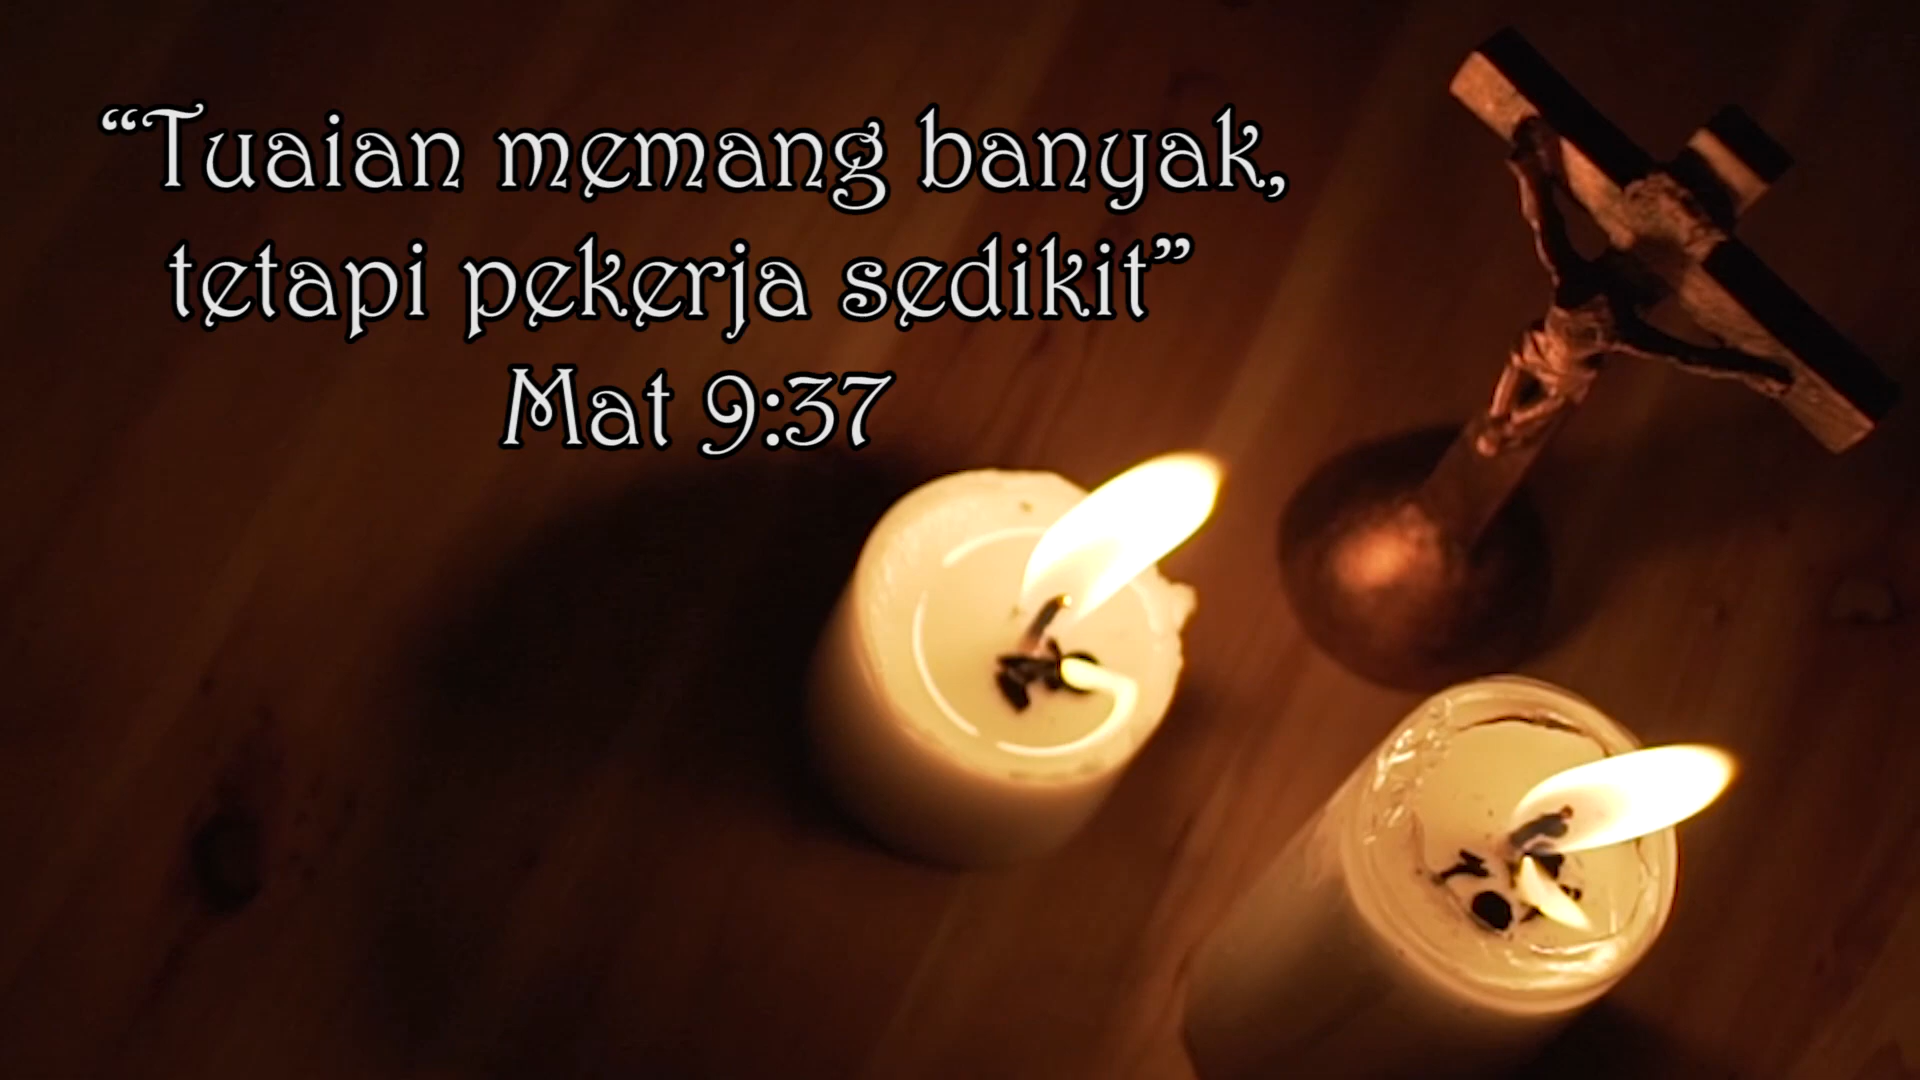 “Tuaian memang banyak,
tetapi pekerja sedikit”
Mat 9:37